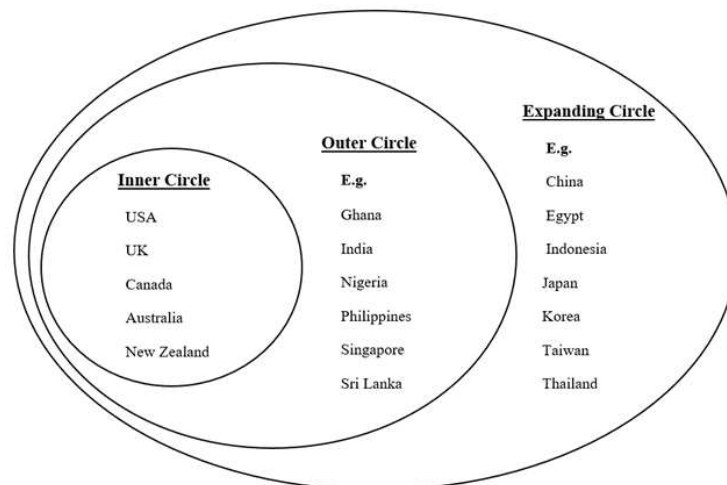 Inner Circle
USA
UK
Canada
Australia
New Zealand
Outer Circle
E.g.
Ghana
India
Nigeria
Philippines
Singapore
Sri Lanka
Expanding Circle
E.g.
China
Egypt
Indonesia
Japan
Korea
Taiwan
Thailand